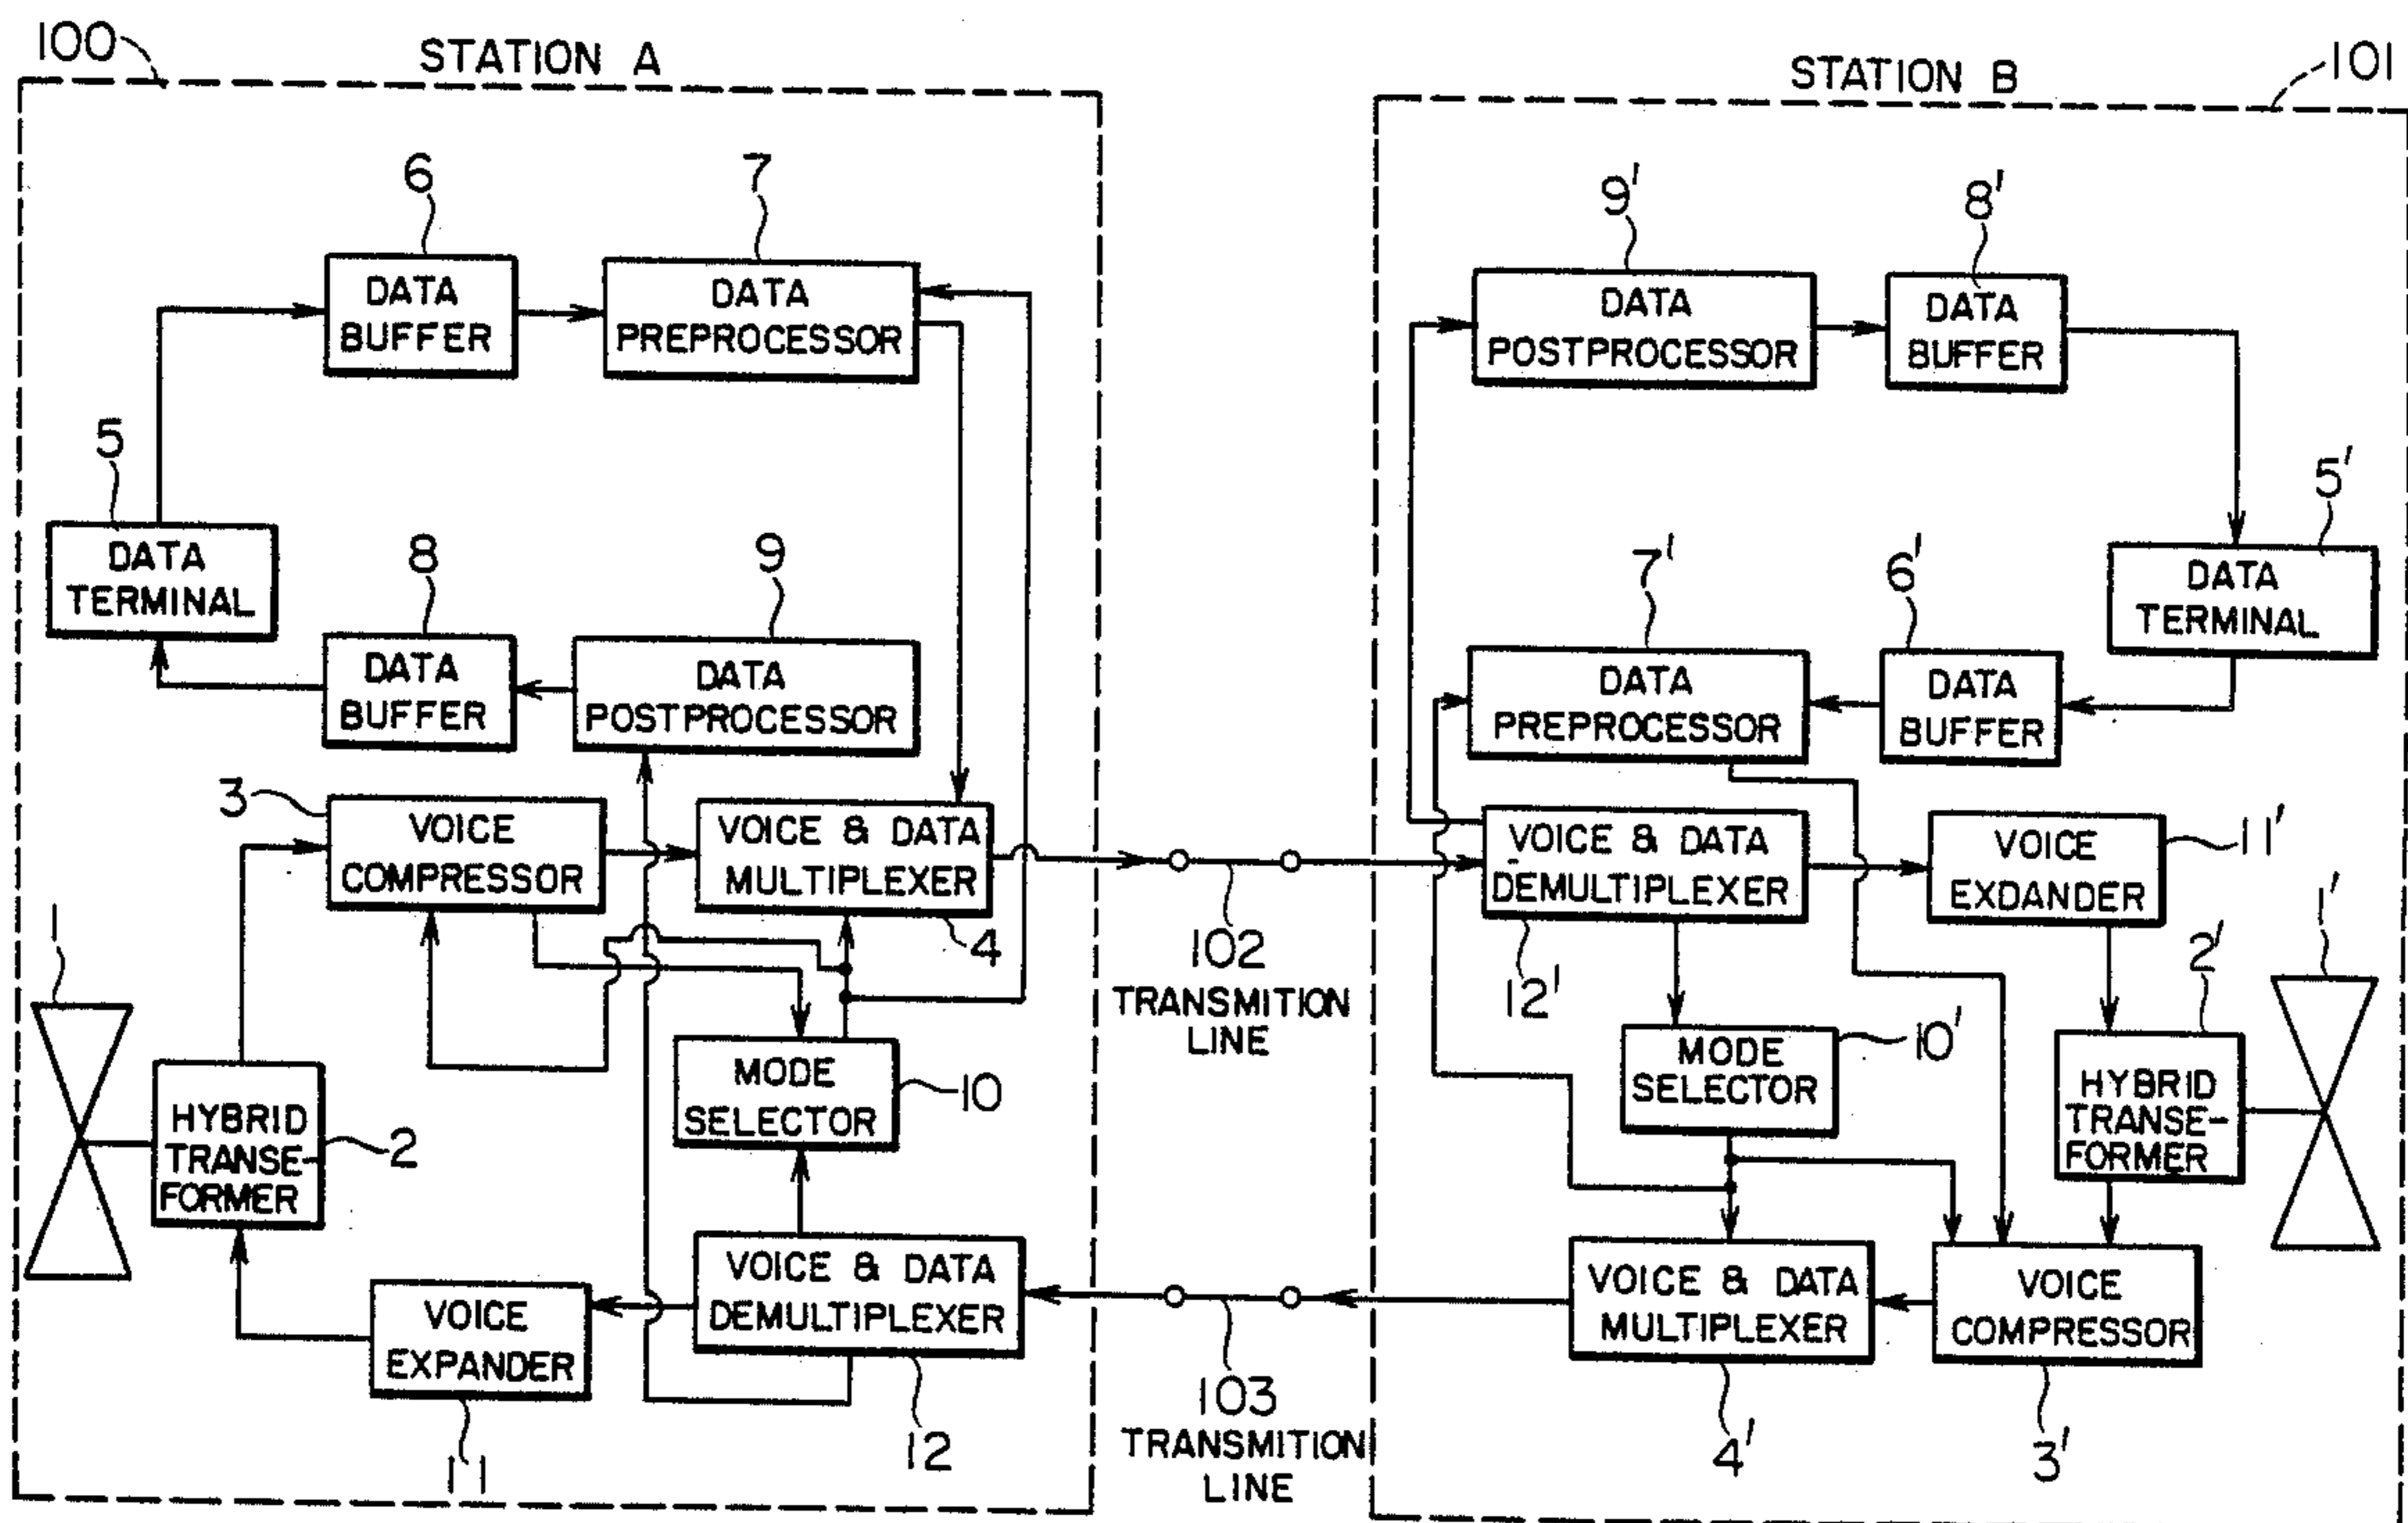 100
STATION A
STATION B
101
6
7
9'
8'
DATA
BUFFER
DATA
PREPROCESSOR
DATA
POSTPROCESSOR
DATA
BUFFER
5
5'
DATA
TERMINAL
8
9
7'
6'
DATA
TERMINAL
DATA
BUFFER
DATA
POSTPROCESSOR
DATA
PREPROCESSOR
DATA
BUFFER
3
VOICE
COMPRESSOR
VOICE & DATA
MULTIPLEXER
VOICE & DATA
DEMULTIPLEXER
VOICE
EXDANDER
11'
1
4
102
TRANSMITION
LINE
12'
2'
1'
MODE
SELECTOR
10
MODE
SELECTOR
10'
HYBRID
TRANSE-
FORMER
2
HYBRID
TRANSE-
FORMER
VOICE
EXPANDER
VOICE & DATA
DEMULTIPLEXER
VOICE & DATA
MULTIPLEXER
VOICE
COMPRESSOR
11
12
103
TRANSMITION
LINE
4'
3'